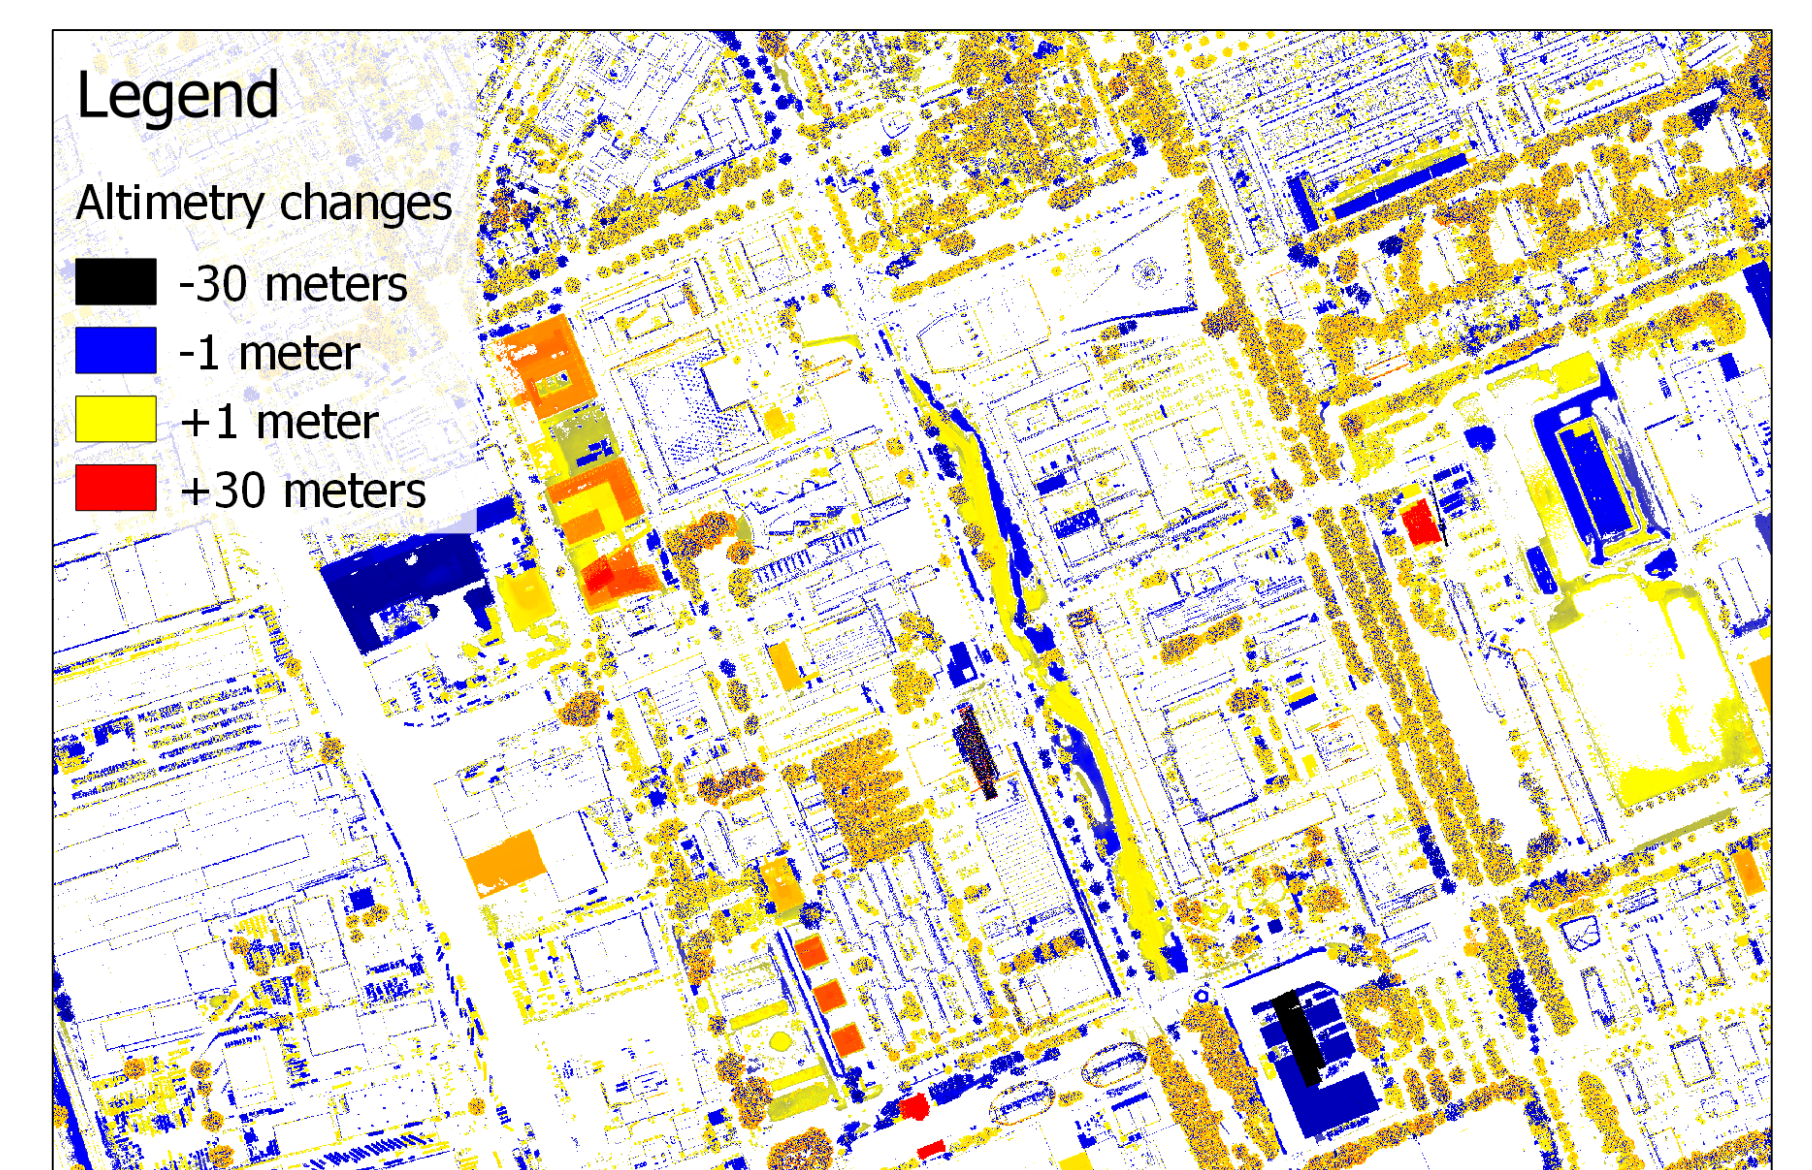 Legend
Altimetry changes
-30 meters
-1 meter
+1 meter
+30 meters